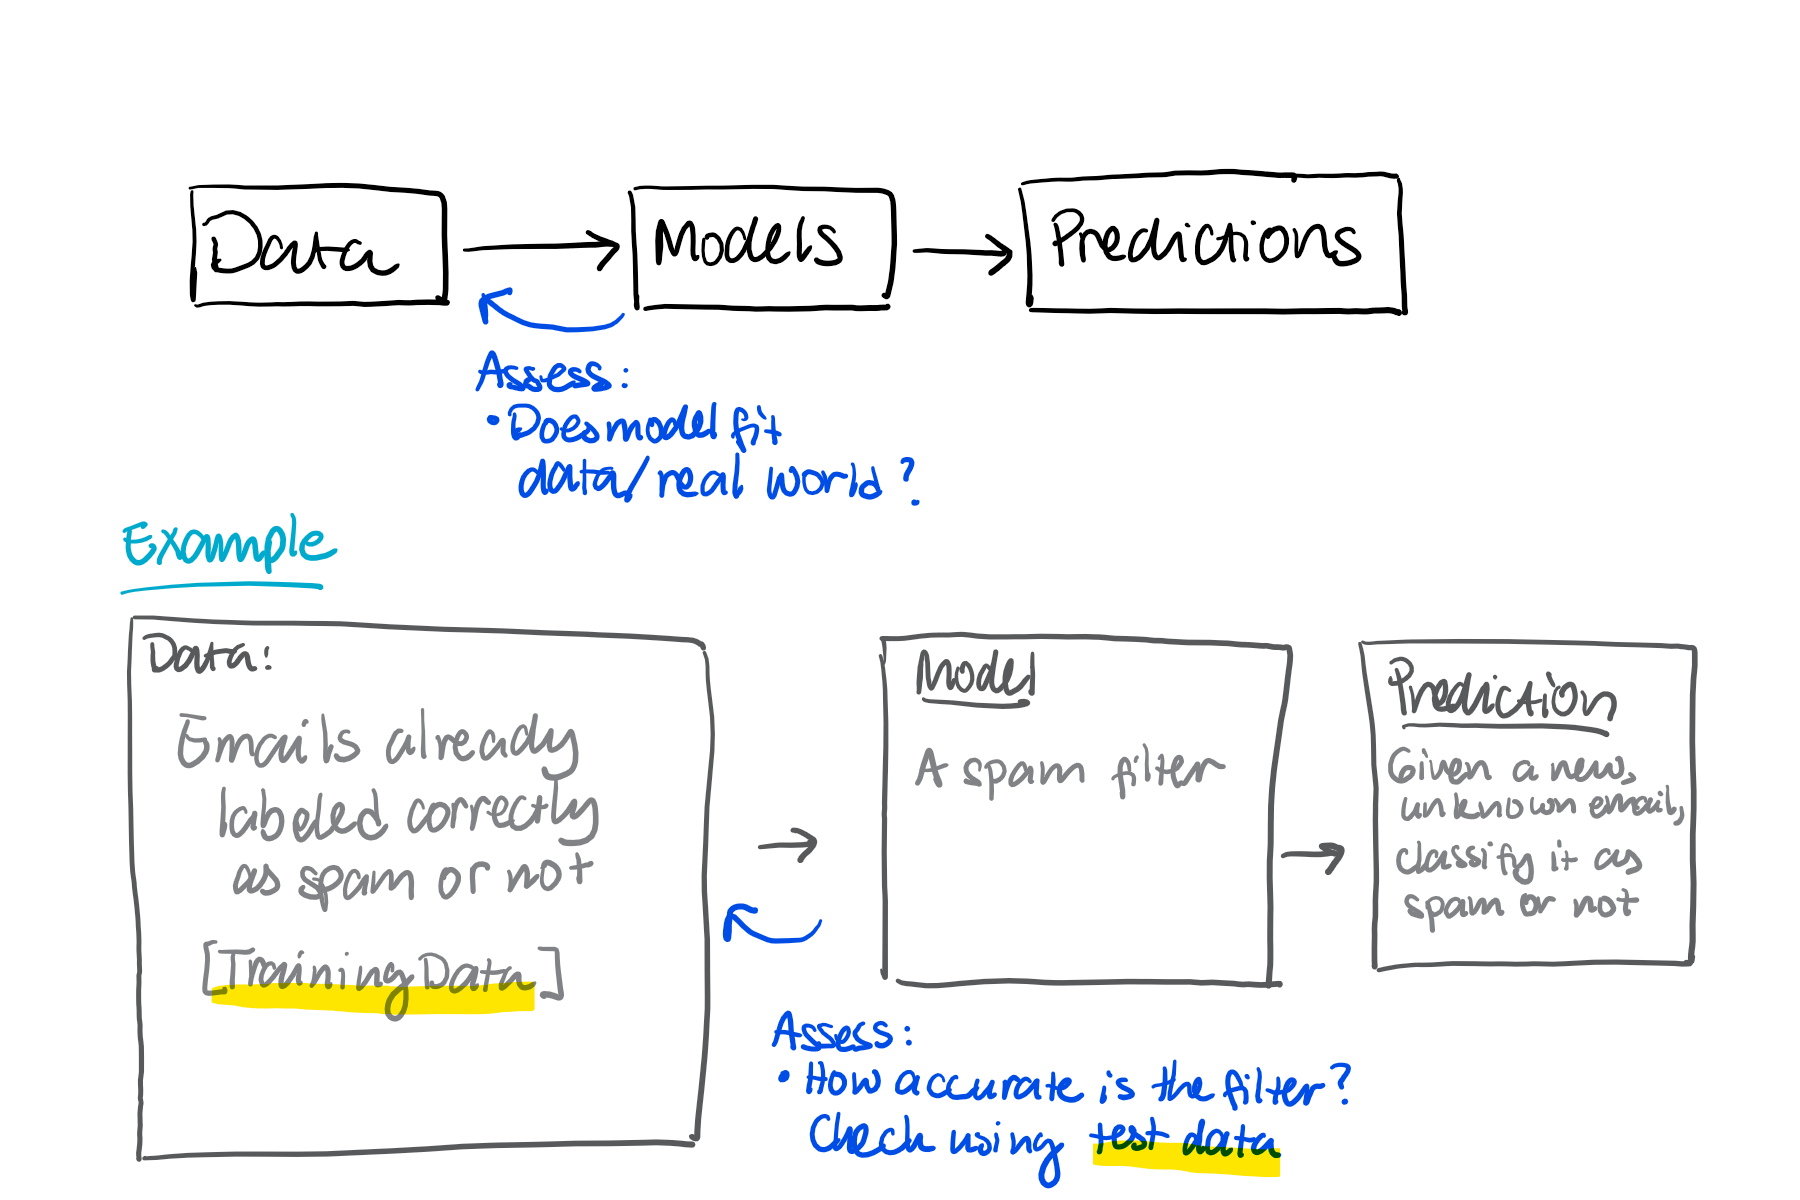 Data
Models
Predictions
Assess:
• Does model fit
data/real world?
Example
Data:
Emails already
labeled correctly
as spam or not
[Training Data]
Model
A spam filter
Prediction
Given a new,
unknown email,
classify it as
spam or not
Assess:
• How accurate is the filter?
Check using test data